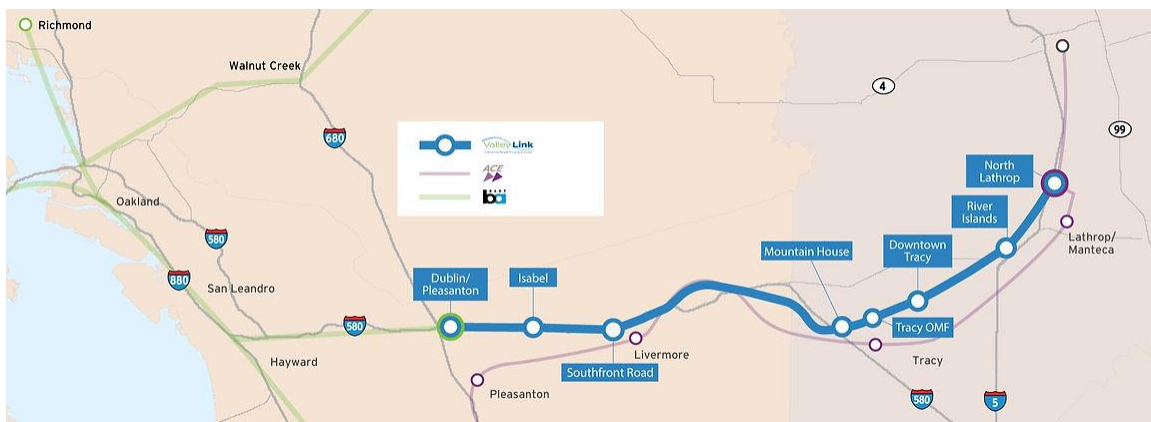 Richmond
Walnut Creek
4
680
99
Valley Link
ACE
BART
ba
North
Lathrop
River
Islands
Oakland
580
Lathrop/
Manteca
Mountain House
Downtown
Tracy
880
San Leandro
Dublin/
Pleasanton
Isabel
580
Tracy OMF
Hayward
Livermore
Southfront Road
Tracy
Pleasanton
580
5